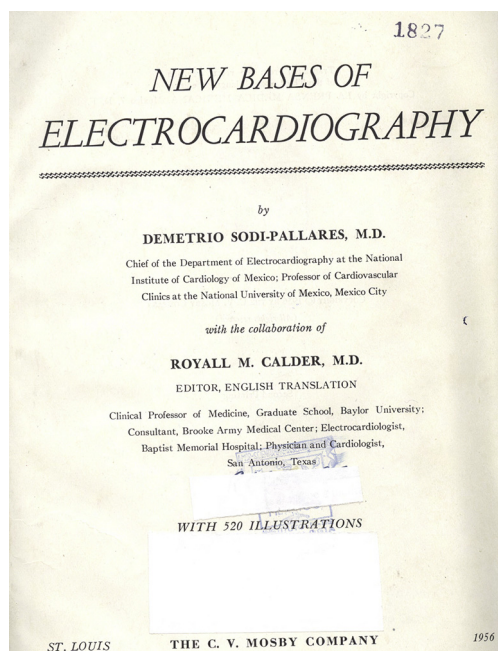 1827
NEW BASES OF
ELECTROCARDIOGRAPHY
by
DEMETRIO SODI-PALLARES, M.D.
Chief of the Department of Electrocardiography at the National
Institute of Cardiology of Mexico; Professor of Cardiovascular
Clinics at the National University of Mexico, Mexico City
with the collaboration of
ROYALL M. CALDER, M.D.
EDITOR, ENGLISH TRANSLATION
Clinical Professor of Medicine, Graduate School, Baylor University;
Consultant, Brooke Army Medical Center; Electrocardiologist,
Baptist Memorial Hospital; Physician and Cardiologist,
San Antonio, Texas
WITH 520 ILLUSTRATIONS
ST. LOUIS THE C. V. MOSBY COMPANY 1956